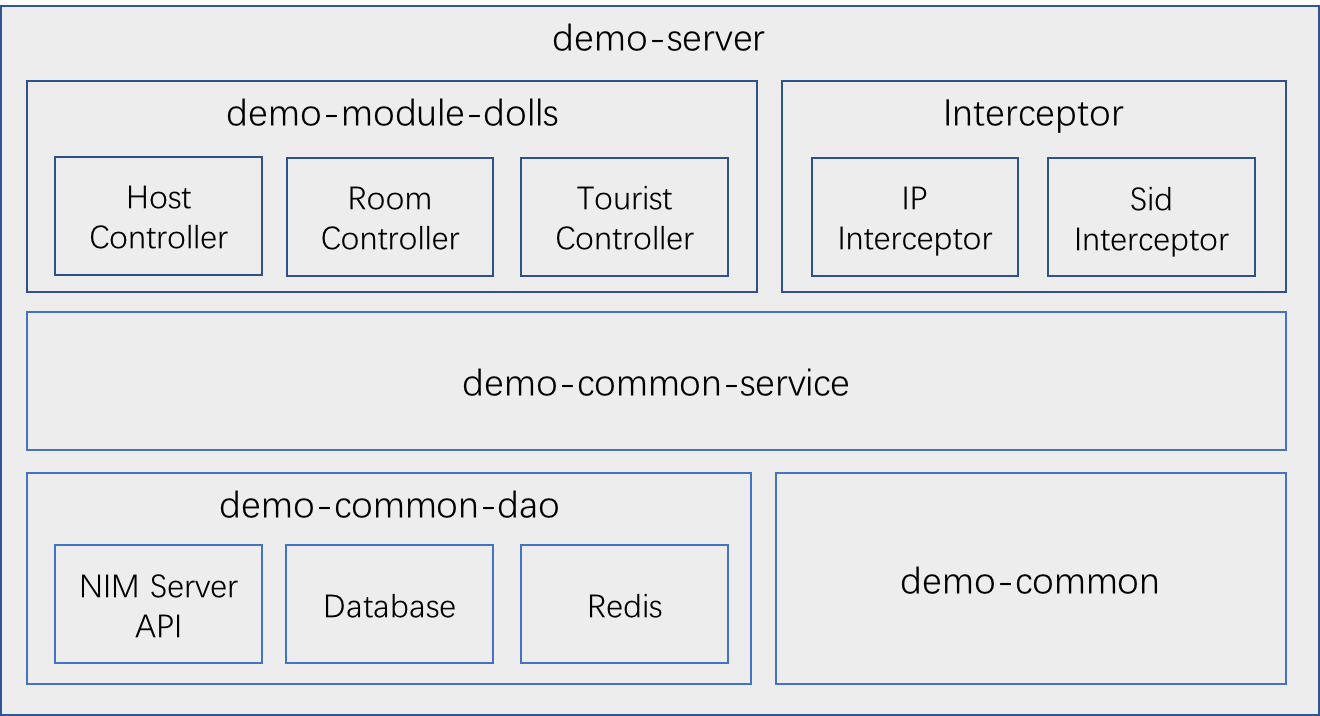 demo-server
demo-module-dolls
Host
Controller
Room
Controller
Tourist
Controller
Interceptor
IP
Interceptor
Sid
Interceptor
demo-common-service
demo-common-dao
NIM Server
API
Database
Redis
demo-common